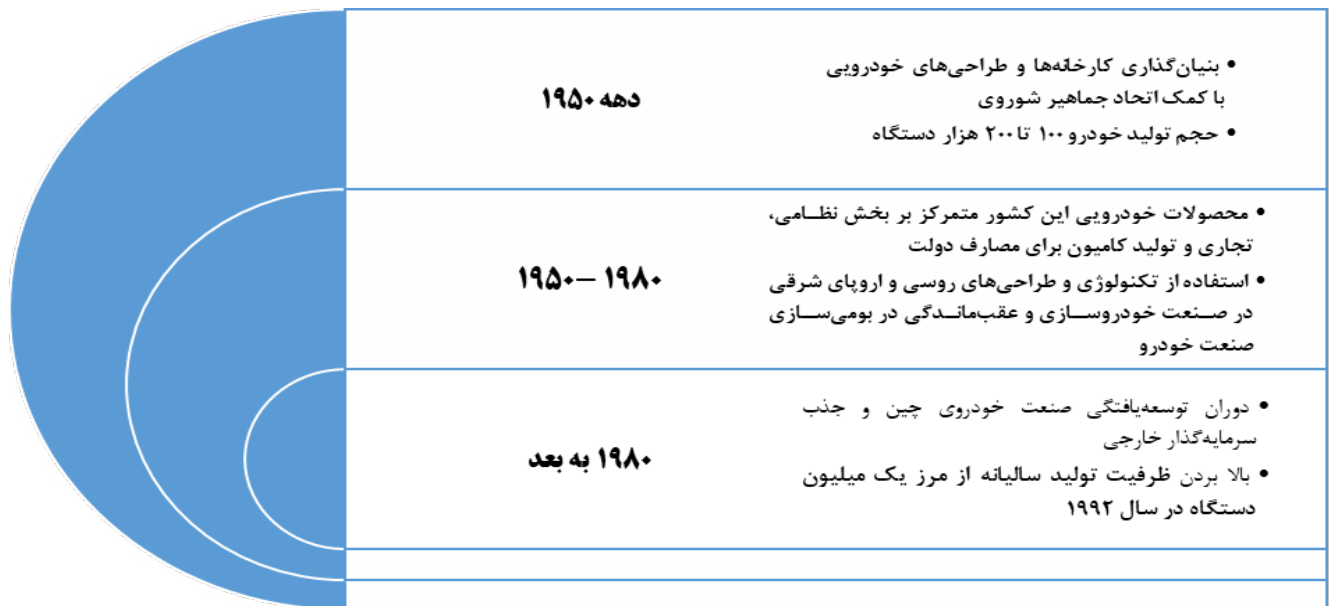 دهه ۱۹۵۰
• بنیان‌گذاری کارخانه‌ها و طراحی‌های خودرویی
با کمک اتحاد جماهیر شوروی
• حجم تولید خودرو ۱۰۰ تا ۲۰۰ هزار دستگاه
۱۹۵۰– ۱۹۸۰
• محصولات خودرویی این کشور متمرکز بر بخش نظامی،
تجاری و تولید کامیون برای مصارف دولت
• استفاده از تکنولوژی و طراحی‌های روسی و اروپای شرقی
در صنعت خودروسازی و عقب‌ماندگی در بومی‌سازی
صنعت خودرو
۱۹۸۰ به بعد
• دوران توسعه‌یافتگی صنعت خودروی چین و جذب
سرمایه‌گذار خارجی
• بالا بردن ظرفیت تولید سالیانه از مرز یک میلیون
دستگاه در سال ۱۹۹۲